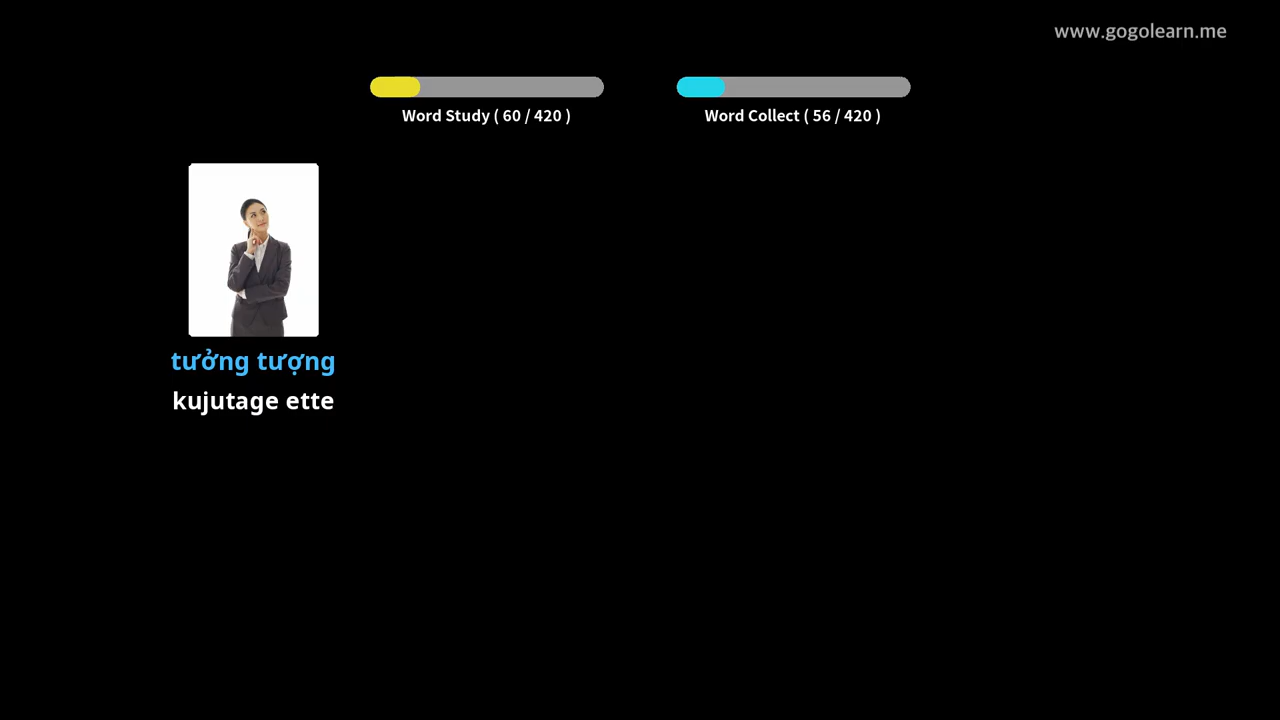 www.gogolearn.me
Word Study ( 60 / 420 )
Word Collect ( 56 / 420 )
tưởng tượng
kujutage ette